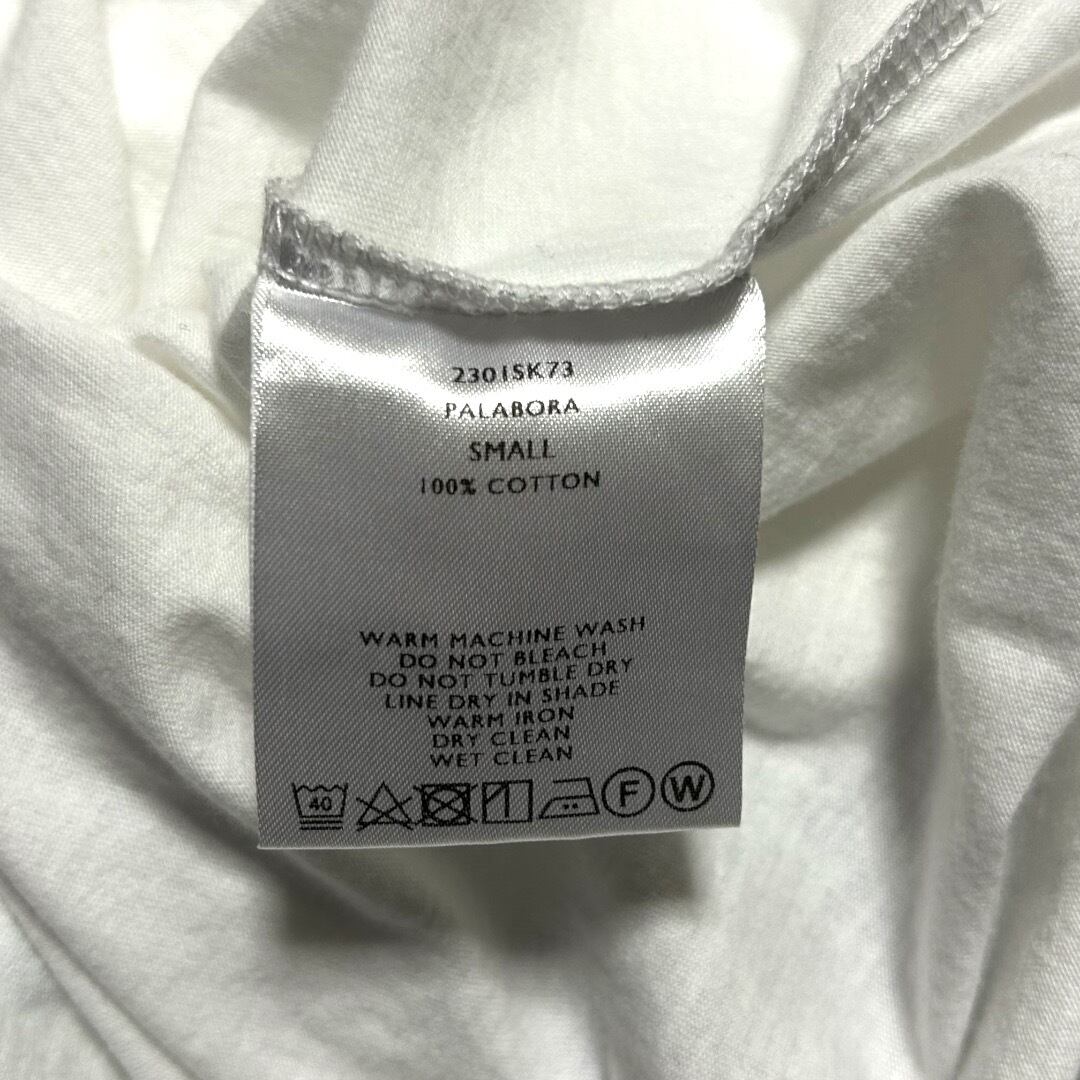 2301SK73
PALABORA
SMALL
100% COTTON
WARM MACHINE WASH
DO NOT BLEACH
DO NOT TUMBLE DRY
LINE DRY IN SHADE
WARM IRON
DRY CLEAN
WET CLEAN
40 F W